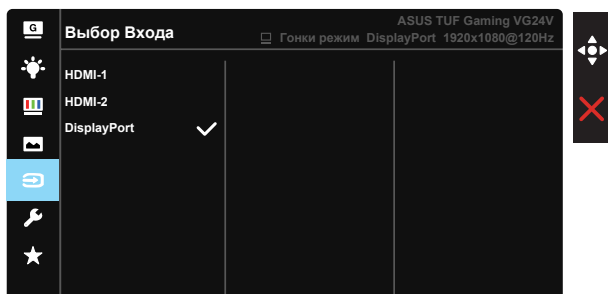 G
Выбор Входа
ASUS TUF Gaming VG24V
Гонки режим DisplayPort 1920x1080@120Hz
HDMI-1
HDMI-2
DisplayPort